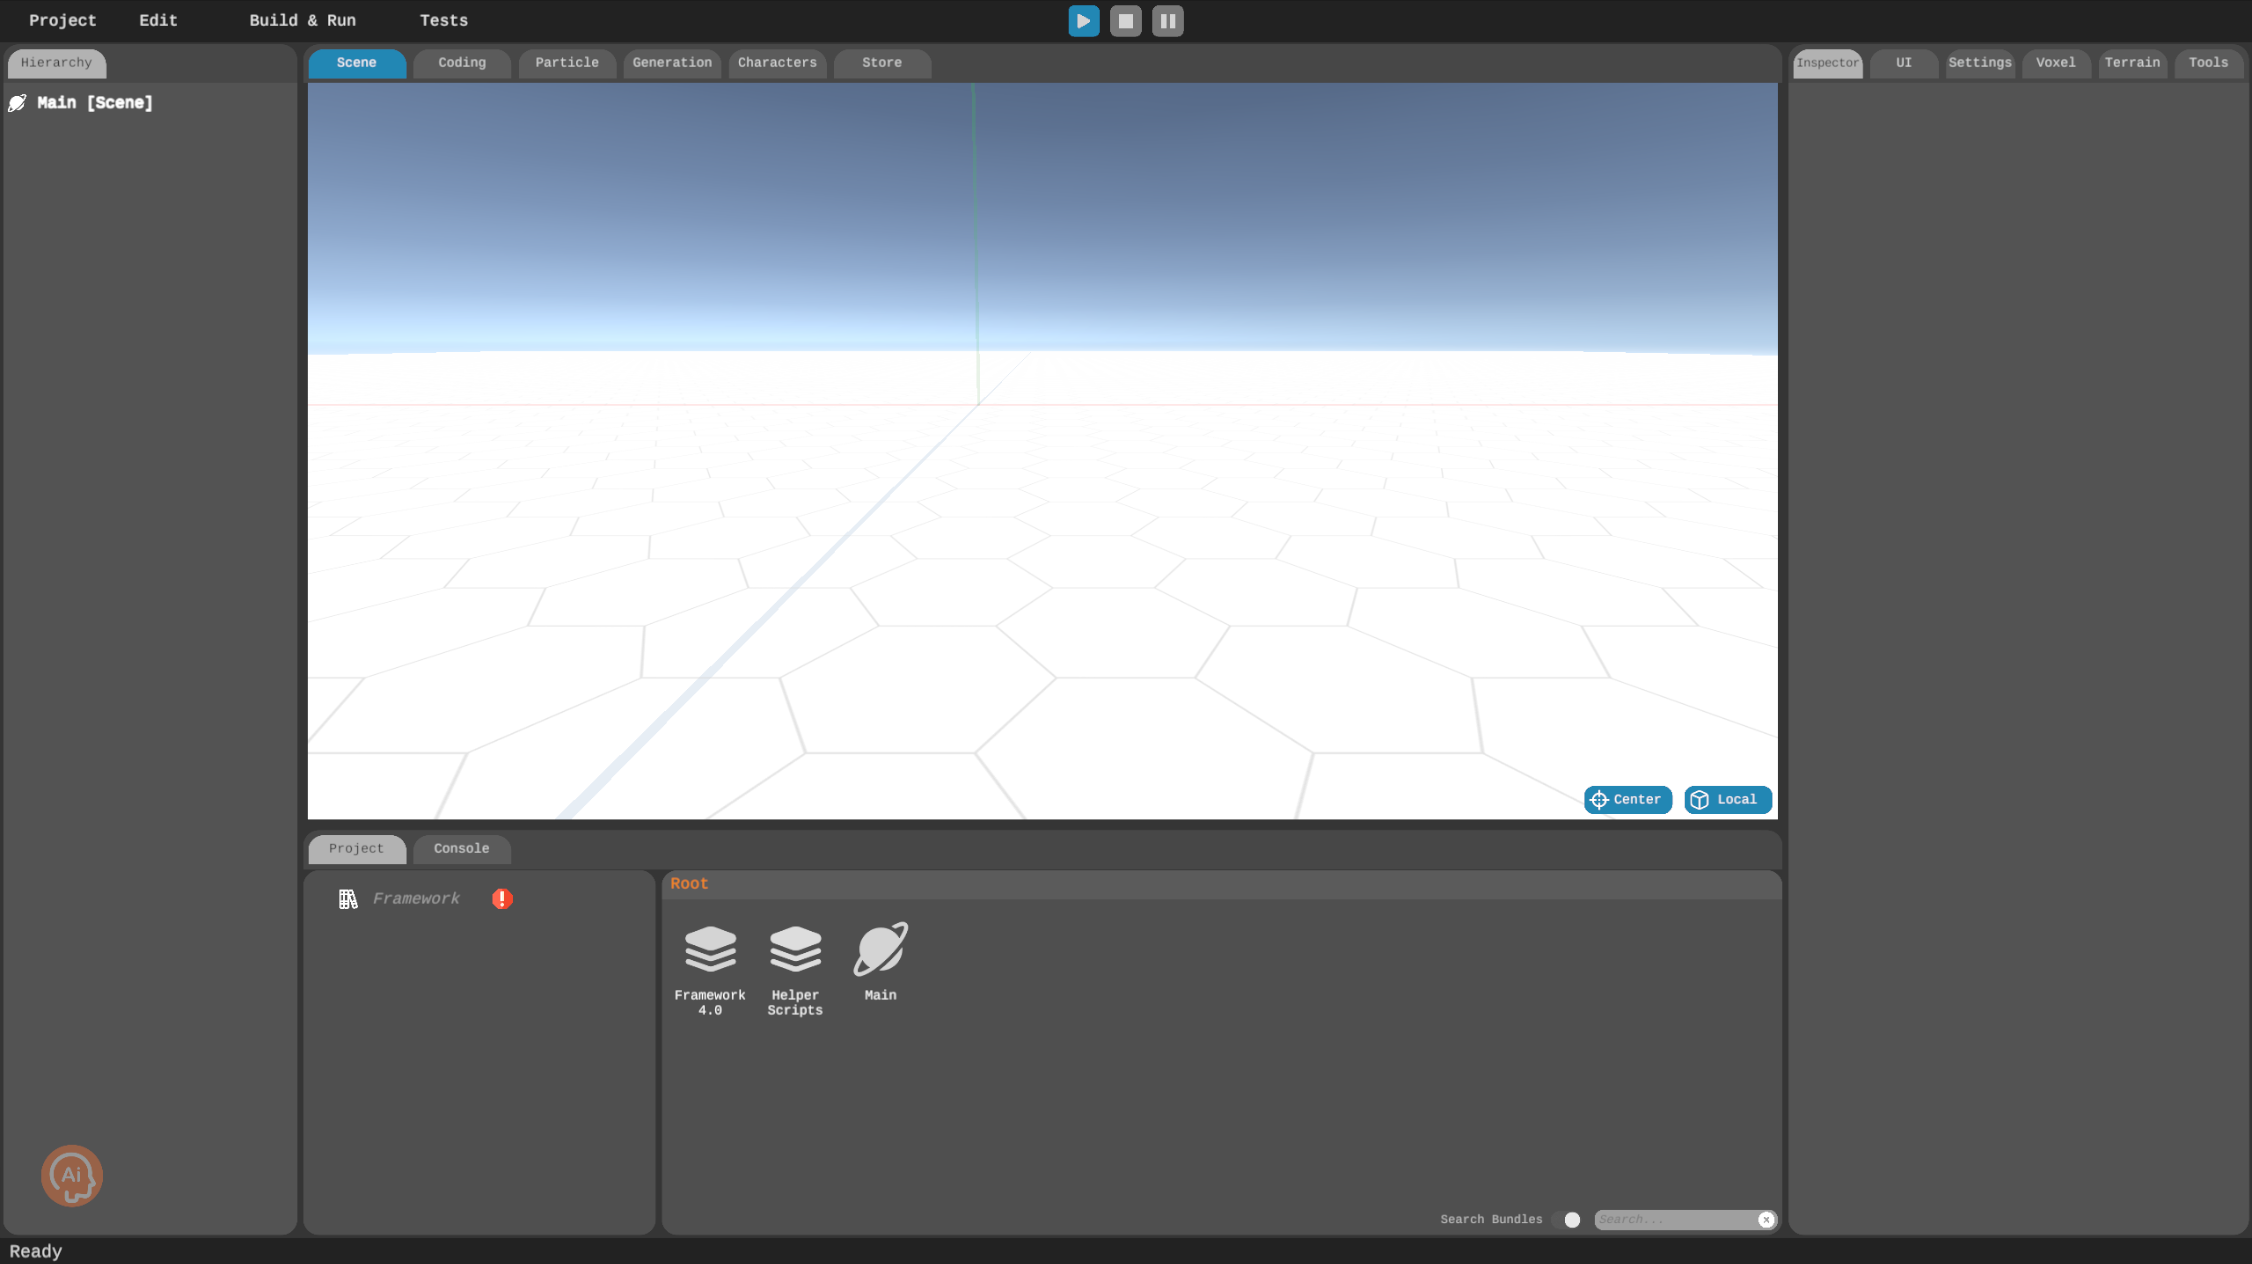 Project Edit Build & Run Tests
Hierarchy
Scene Coding Particle Generation Characters Store
Inspector UI Settings Voxel Terrain Tools
Main [Scene]
Center Local
Project Console
Framework
Root
Framework 
4.0
Helper
Scripts
Main
Ai
Search Bundles Search...
Ready